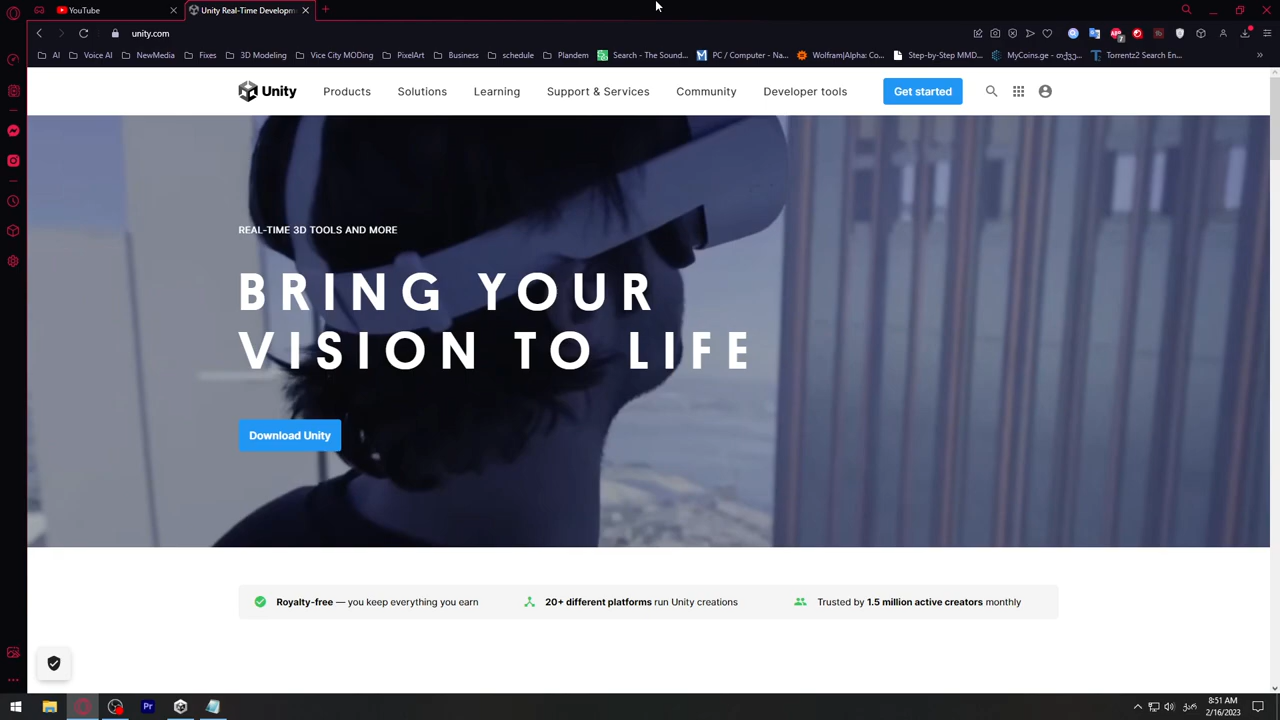 YouTube
Unity Real-Time Developm
unity.com
AI
Voice AI
NewMedia
Fixes
3D Modeling
Vice City MODing
PixelArt
Business
schedule
Plandem
Search - The Sound...
PC / Computer - Na...
Wolfram|Alpha: Co...
Step-by-Step MMD...
Torrentz2 Search En...
Unity
Products
Solutions
Learning
Support & Services
Community
Developer tools
Get started
REAL-TIME 3D TOOLS AND MORE
BRING YOUR
VISION TO LIFE
Download Unity
Royalty-free — you keep everything you earn
20+ different platforms run Unity creations
Trusted by 1.5 million active creators monthly
Pr
8:51 AM
2/16/2023